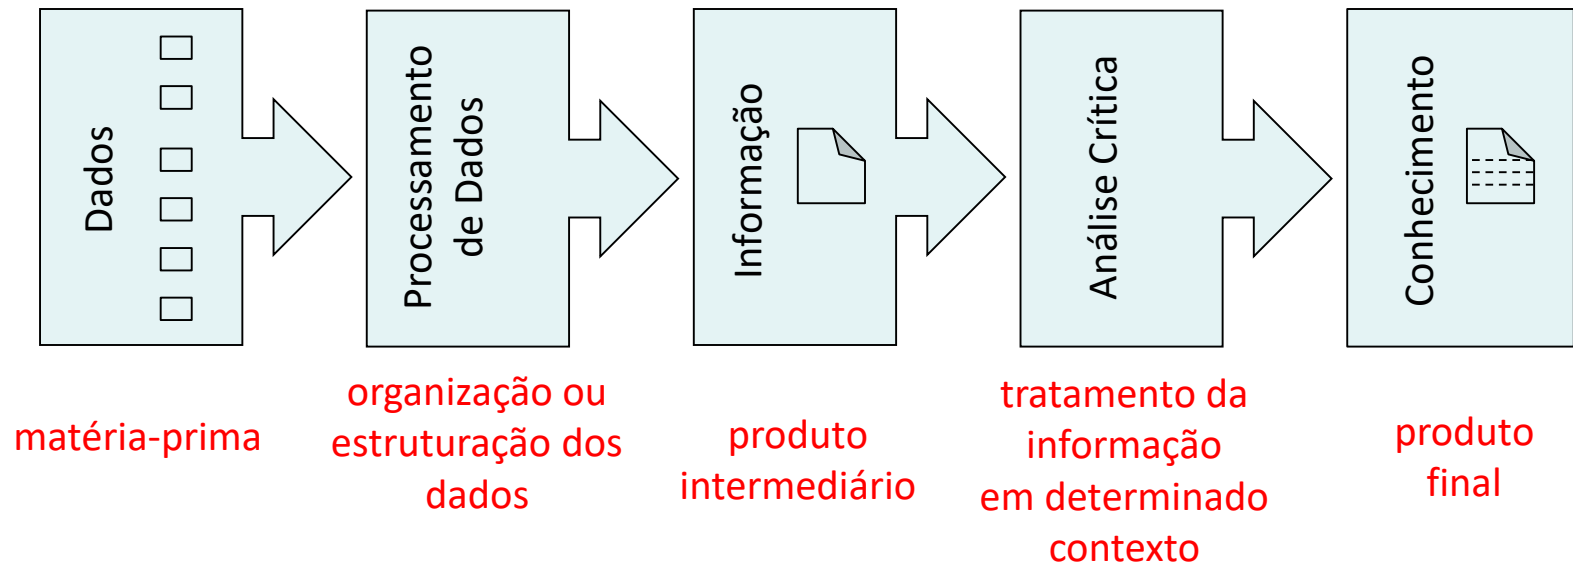 Dados
Processamento
de Dados
Informação
Análise Crítica
Conhecimento
matéria-prima
organização ou
estruturação dos
dados
produto
intermediário
tratamento da
informação
em determinado
contexto
produto
final